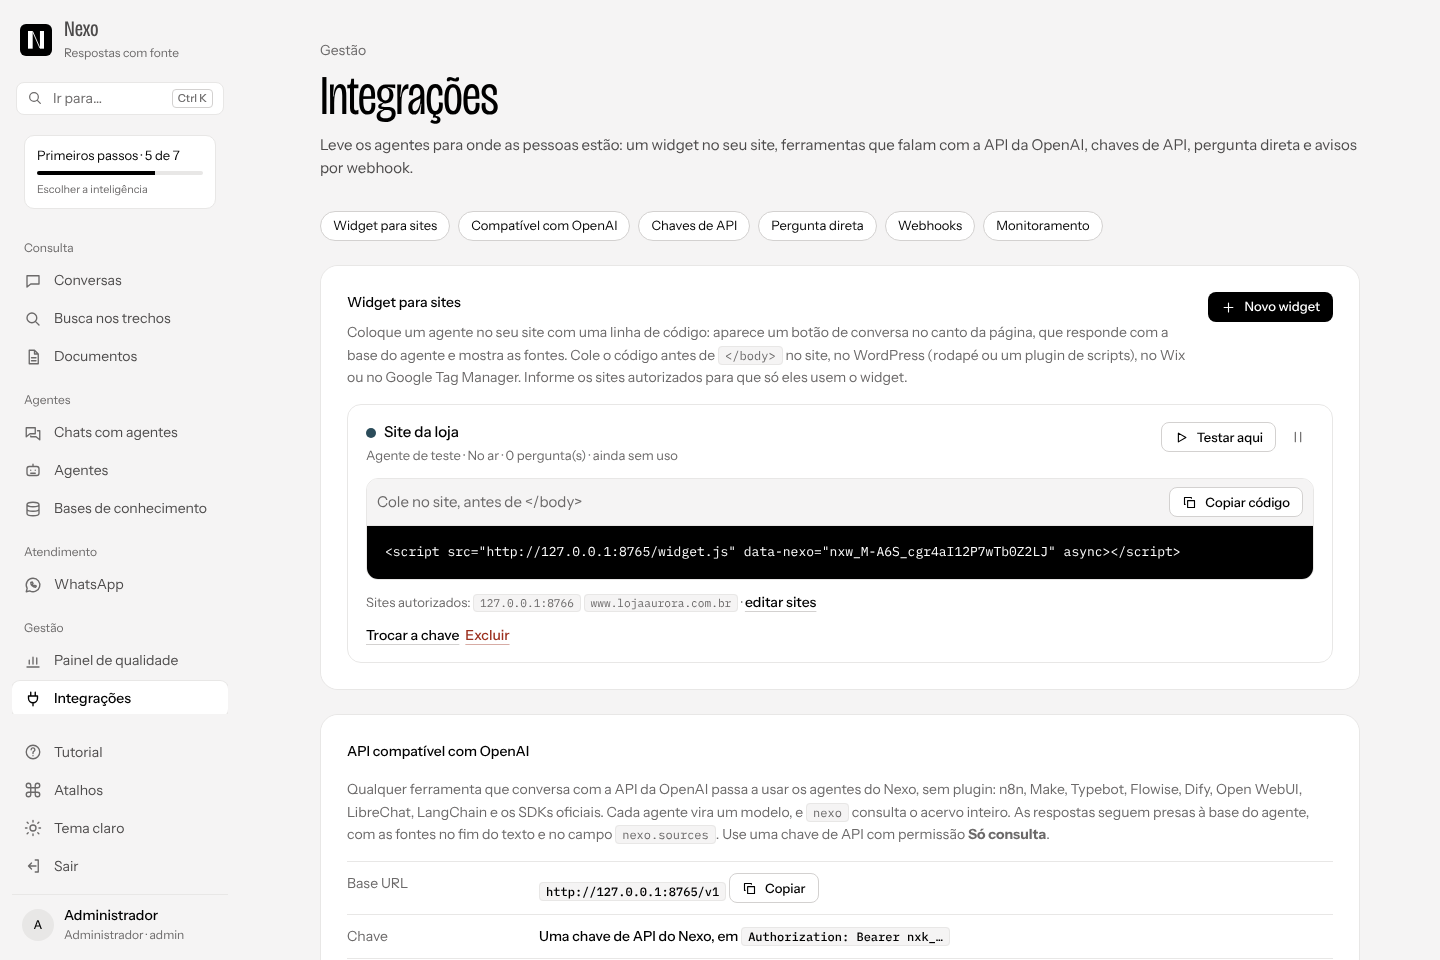 Nexo
Respostas com fonte
Ir para...
Ctrl K
Primeiros passos · 5 de 7
Escolher a inteligência
Consulta
Conversas
Busca nos trechos
Documentos
Agentes
Chats com agentes
Agentes
Bases de conhecimento
Atendimento
WhatsApp
Gestão
Painel de qualidade
Integrações
Tutorial
Atalhos
Tema claro
Sair
A
Administrador
Administrador · admin
Gestão
Integrações
Leve os agentes para onde as pessoas estão: um widget no seu site, ferramentas que falam com a API da OpenAI, chaves de API, pergunta direta e avisos
por webhook.
Widget para sites
Compatível com OpenAI
Chaves de API
Pergunta direta
Webhooks
Monitoramento
Widget para sites
Novo widget
Coloque um agente no seu site com uma linha de código: aparece um botão de conversa no canto da página, que responde com a
base do agente e mostra as fontes. Cole o código antes de </body> no site, no WordPress (rodapé ou um plugin de scripts), no Wix
ou no Google Tag Manager. Informe os sites autorizados para que só eles usem o widget.
Site da loja
Agente de teste · No ar · 0 pergunta(s) · ainda sem uso
Testar aqui
Cole no site, antes de </body>
Copiar código
<script src="http://127.0.0.1:8765/widget.js" data-nexo="nxw_M-A6S_cgr4aI12P7wTb0Z2LJ" async></script>
Sites autorizados: 127.0.0.1:8766 www.lojaaurora.com.br · editar sites
Trocar a chave Excluir
API compatível com OpenAI
Qualquer ferramenta que conversa com a API da OpenAI passa a usar os agentes do Nexo, sem plugin: n8n, Make, Typebot, Flowise, Dify, Open WebUI,
LibreChat, LangChain e os SDKs oficiais. Cada agente vira um modelo, e nexo consulta o acervo inteiro. As respostas seguem presas à base do agente,
com as fontes no fim do texto e no campo nexo.sources. Use uma chave de API com permissão Só consulta.
Base URL
http://127.0.0.1:8765/v1
Copiar
Chave
Uma chave de API do Nexo, em Authorization: Bearer nxk_…